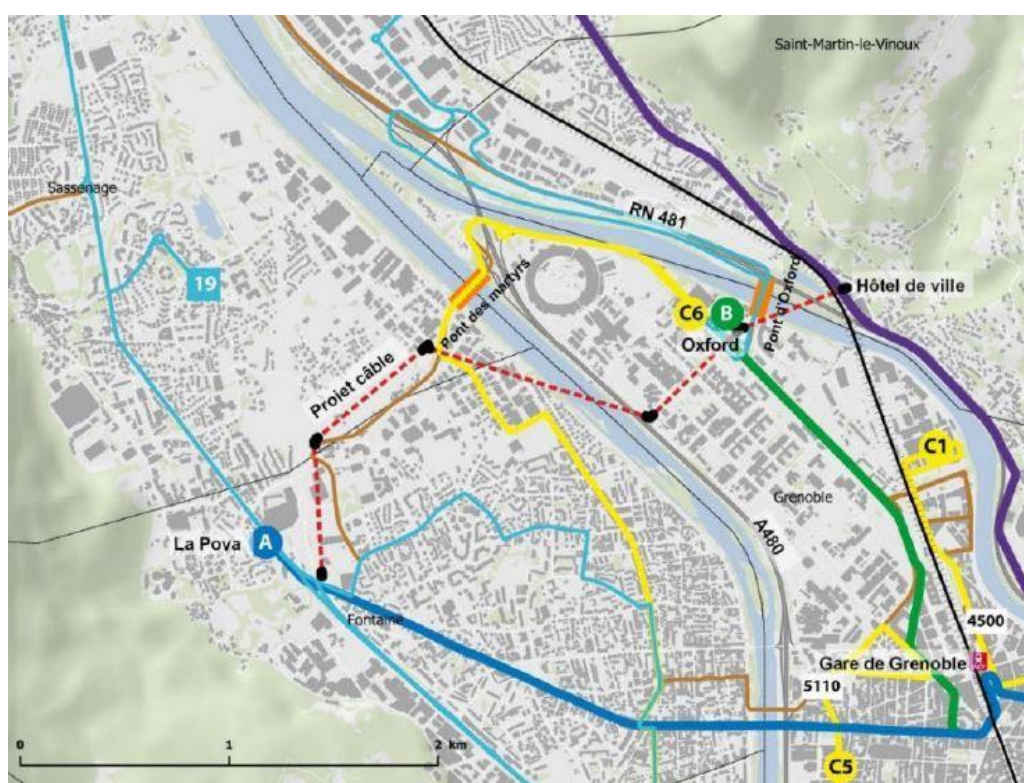 Saint-Martin-le-Vinoux
Sassenage
RN 481
19
Pont des martyrs
C6
B
Oxford
Pont d'Oxford
Hôtel de ville
Projet câble
C1
Grenoble
La Poya
A
A480
Fontaine
4500
Gare de Grenoble
5110
0
1
2 km
C5